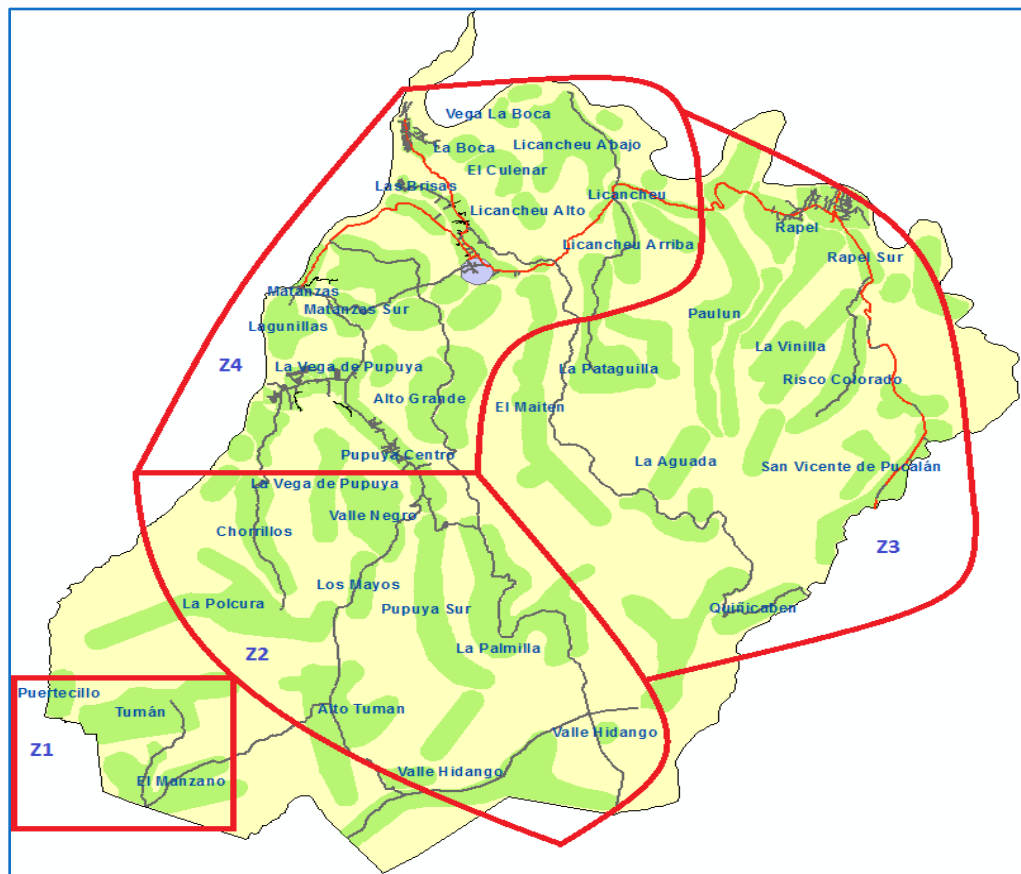 Vega La Boca
La Boca
Licancheu Abajo
El Culenar
Las Brisas
Licancheu
Licancheu Alto
Rapel
Licancheu Arriba
Rapel Sur
Matanzas
Matanzas Sur
Paulun
Lagunillas
La Vinilla
Z4
La Vega de Pupuya
La Pataguilla
Risco Colorado
Alto Grande
El Maiten
Pupuya Centro
La Aguada
San Vicente de Pucalán
La Vega de Pupuya
Valle Negro
Chorrillos
Z3
Los Mayos
La Polcura
Pupuya Sur
Quiñicaben
La Palmilla
Z2
Puertecillo
Tumán
Alto Tuman
Valle Hidango
Z1
Valle Hidango
El Manzano